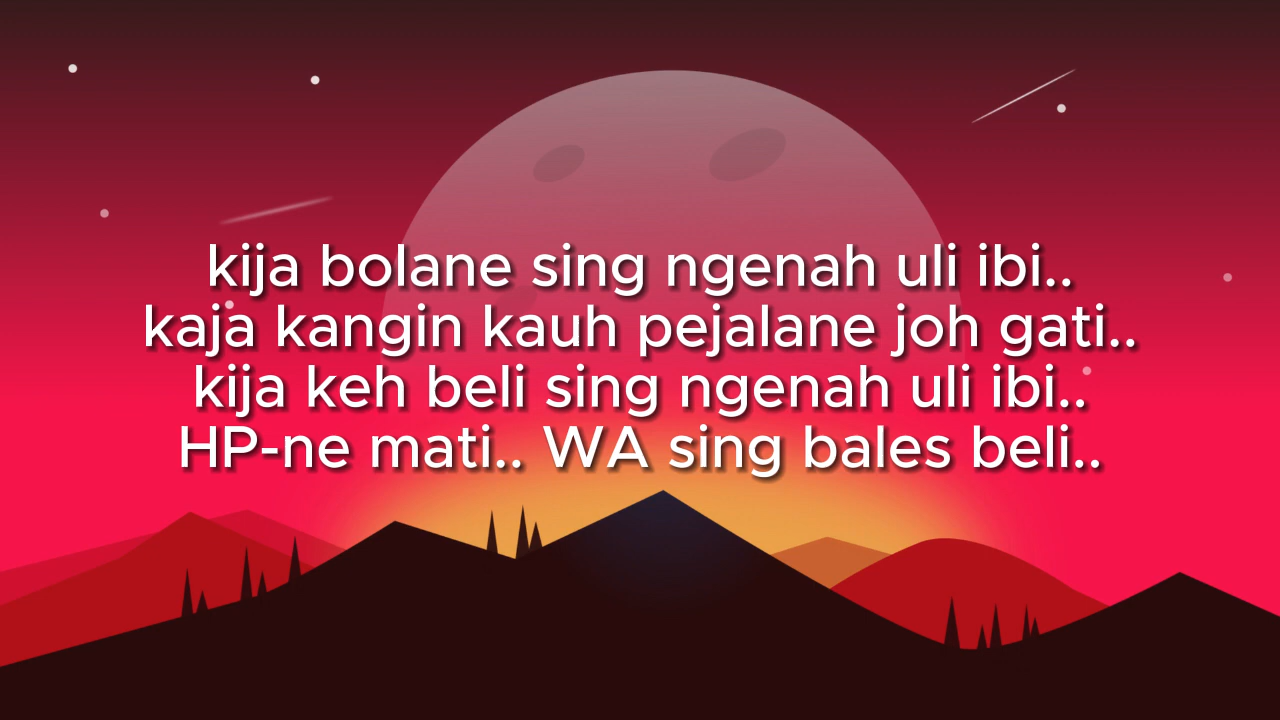 kija bolane sing ngenah uli ibi..
kaja kangin kauh pejalane joh gati..
kija keh beli sing ngenah uli ibi..
HP-ne mati.. WA sing bales beli..